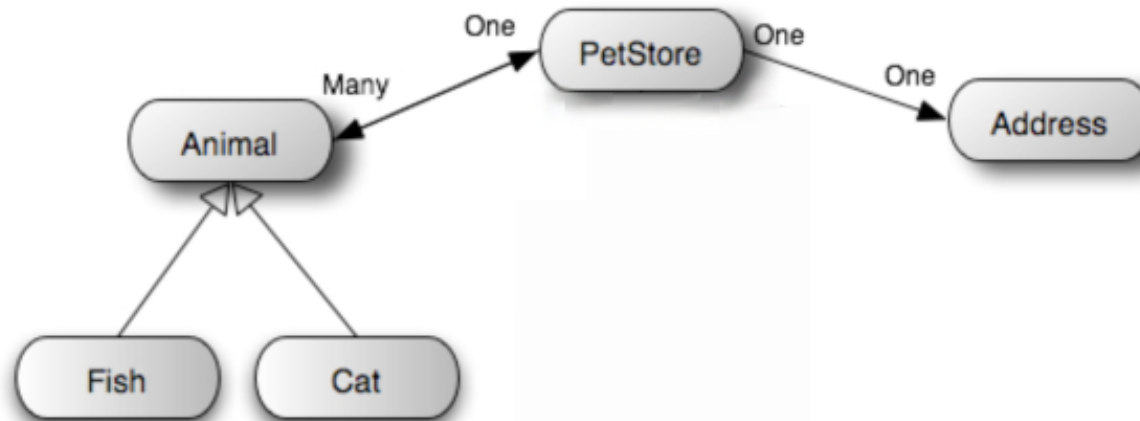 One
PetStore
One
Many
One
Animal
Address
Fish
Cat